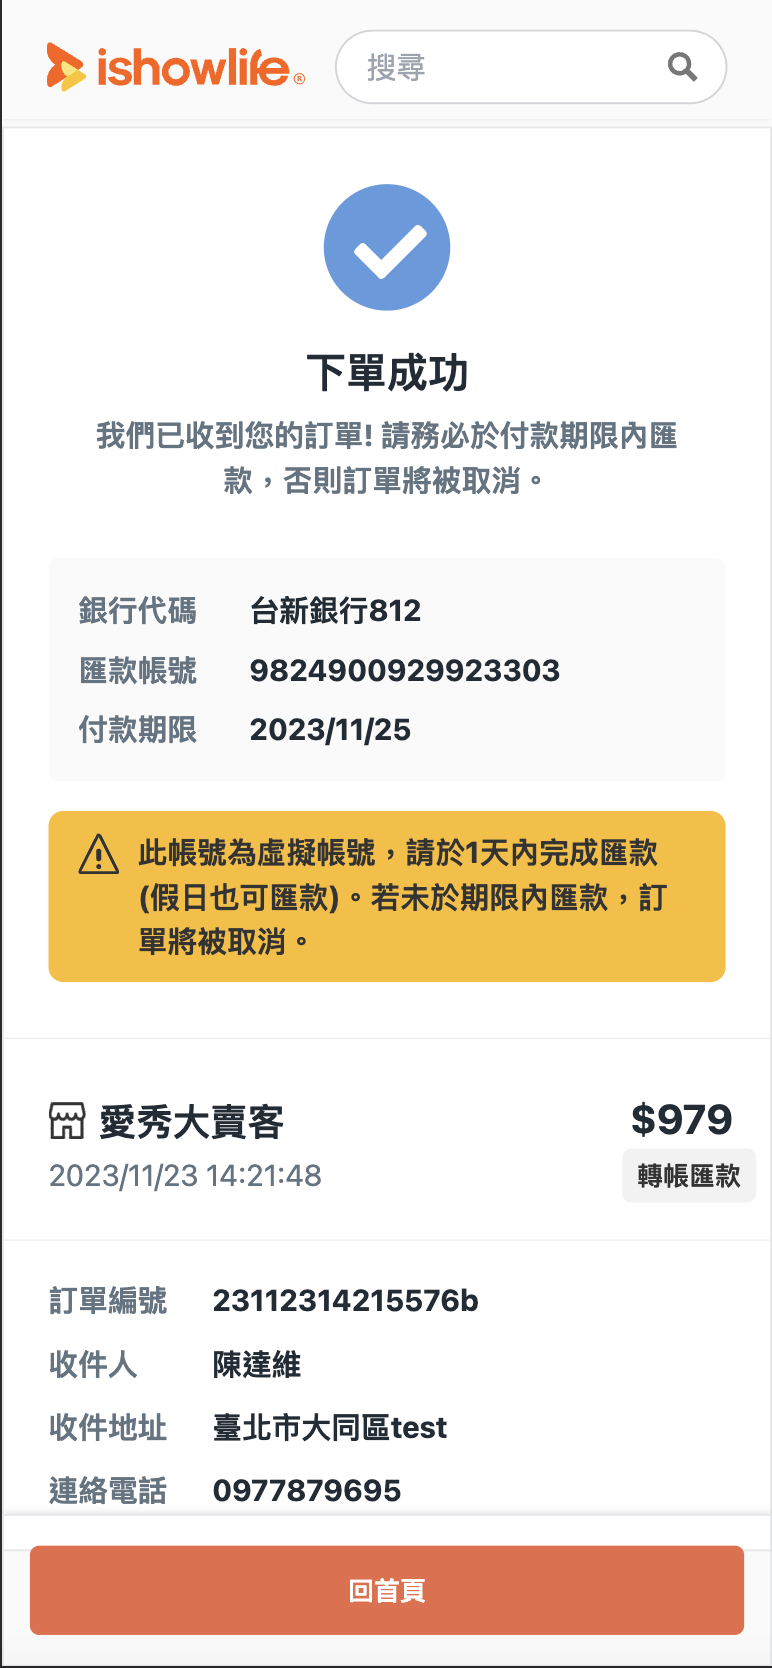 ishowlife®
搜尋
下單成功
我們已收到您的訂單! 請務必於付款期限內匯
款，否則訂單將被取消。
銀行代碼 台新銀行812
匯款帳號 9824900929923303
付款期限 2023/11/25
此帳號為虛擬帳號，請於1天內完成匯款
(假日也可匯款)。若未於期限內匯款，訂
單將被取消。
愛秀大賣客 $979
2023/11/23 14:21:48 轉帳匯款
訂單編號 23112314215576b
收件人 陳達維
收件地址 臺北市大同區test
連絡電話 0977879695
回首頁